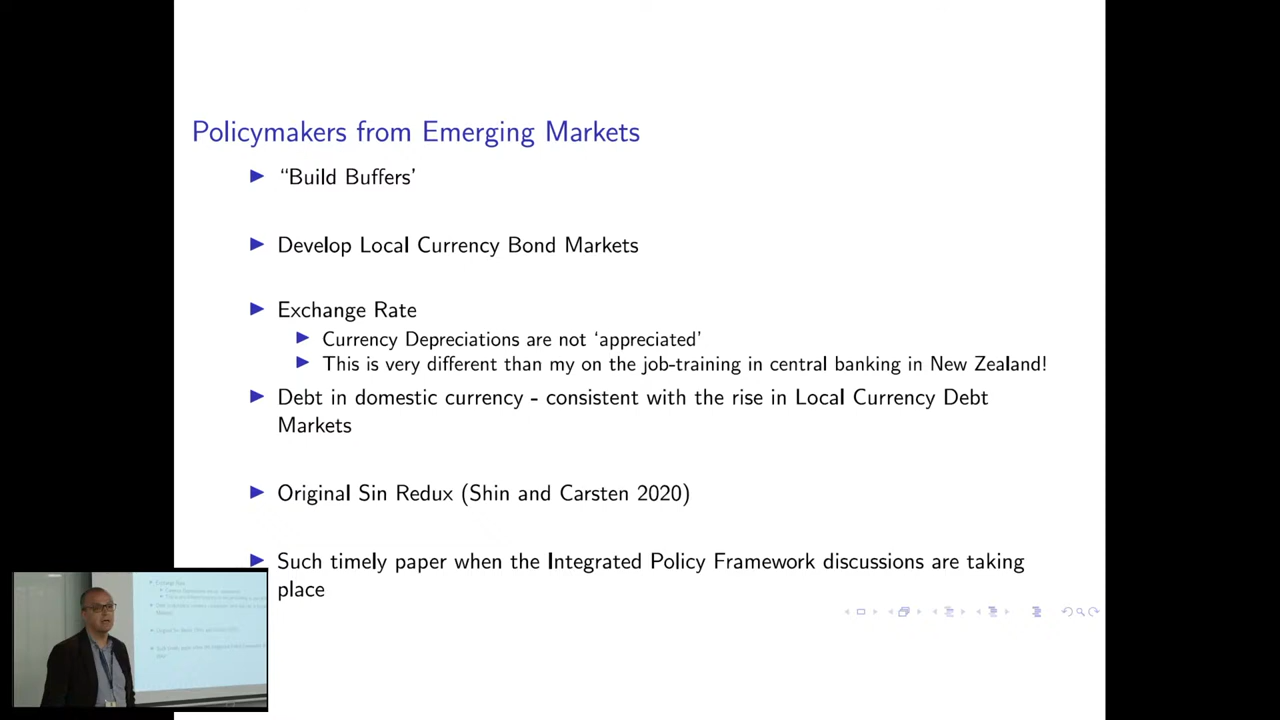 Policymakers from Emerging Markets
“Build Buffers’
Develop Local Currency Bond Markets
Exchange Rate
Currency Depreciations are not ‘appreciated’
This is very different than my on the job-training in central banking in New Zealand!
Debt in domestic currency - consistent with the rise in Local Currency Debt
Markets
Original Sin Redux (Shin and Carsten 2020)
Such timely paper when the Integrated Policy Framework discussions are taking
place